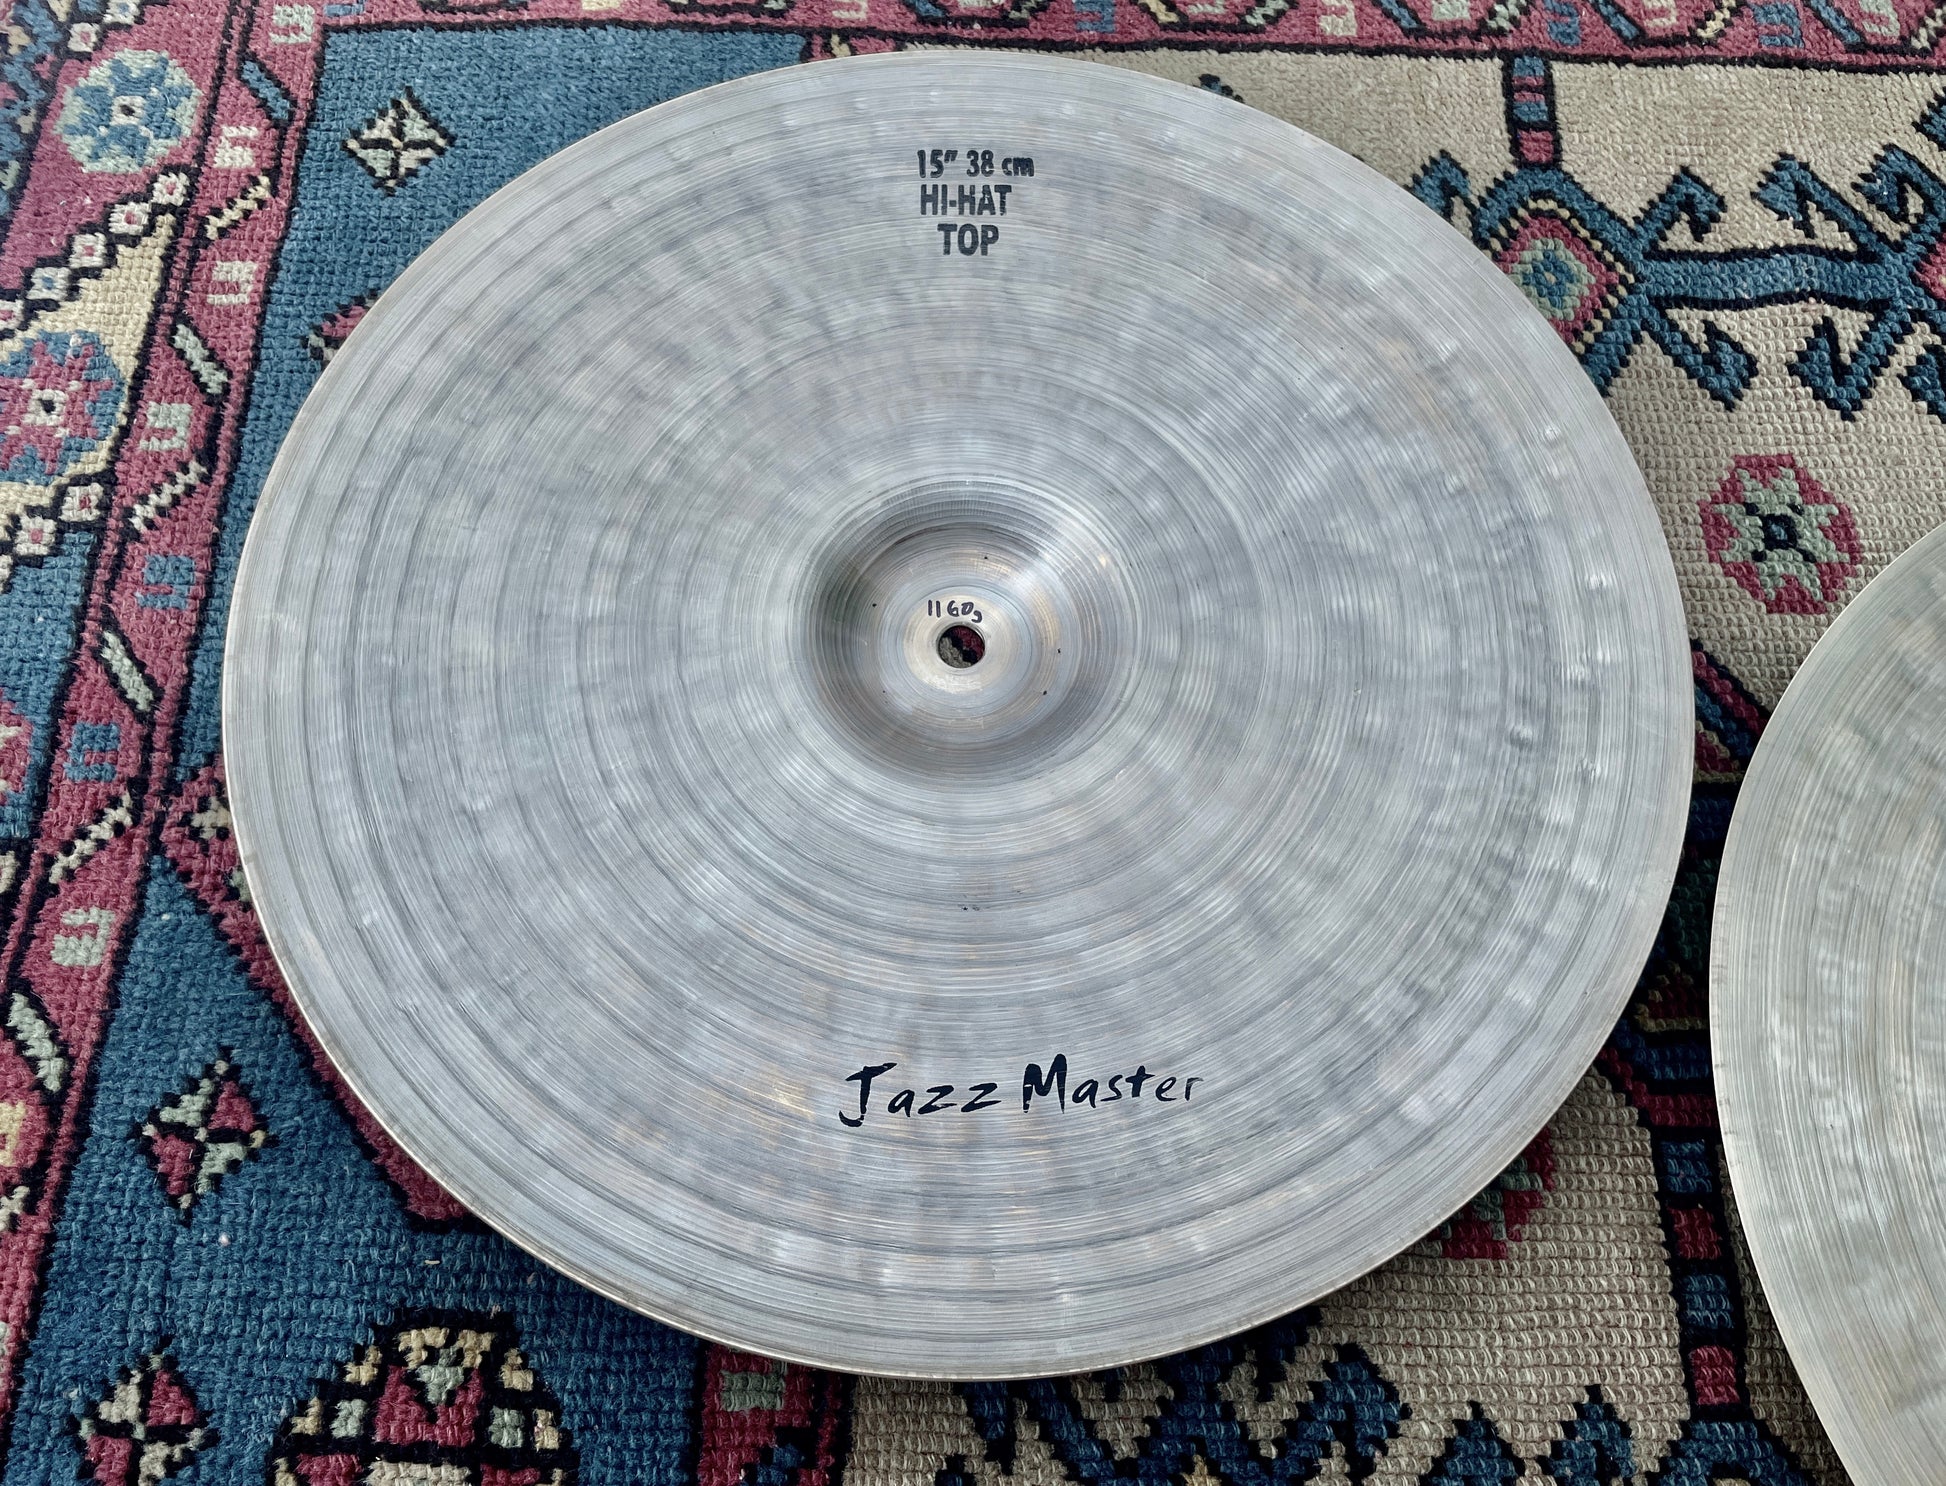 15" 38 cm
HI-HAT
TOP
1160g
Jazz Master